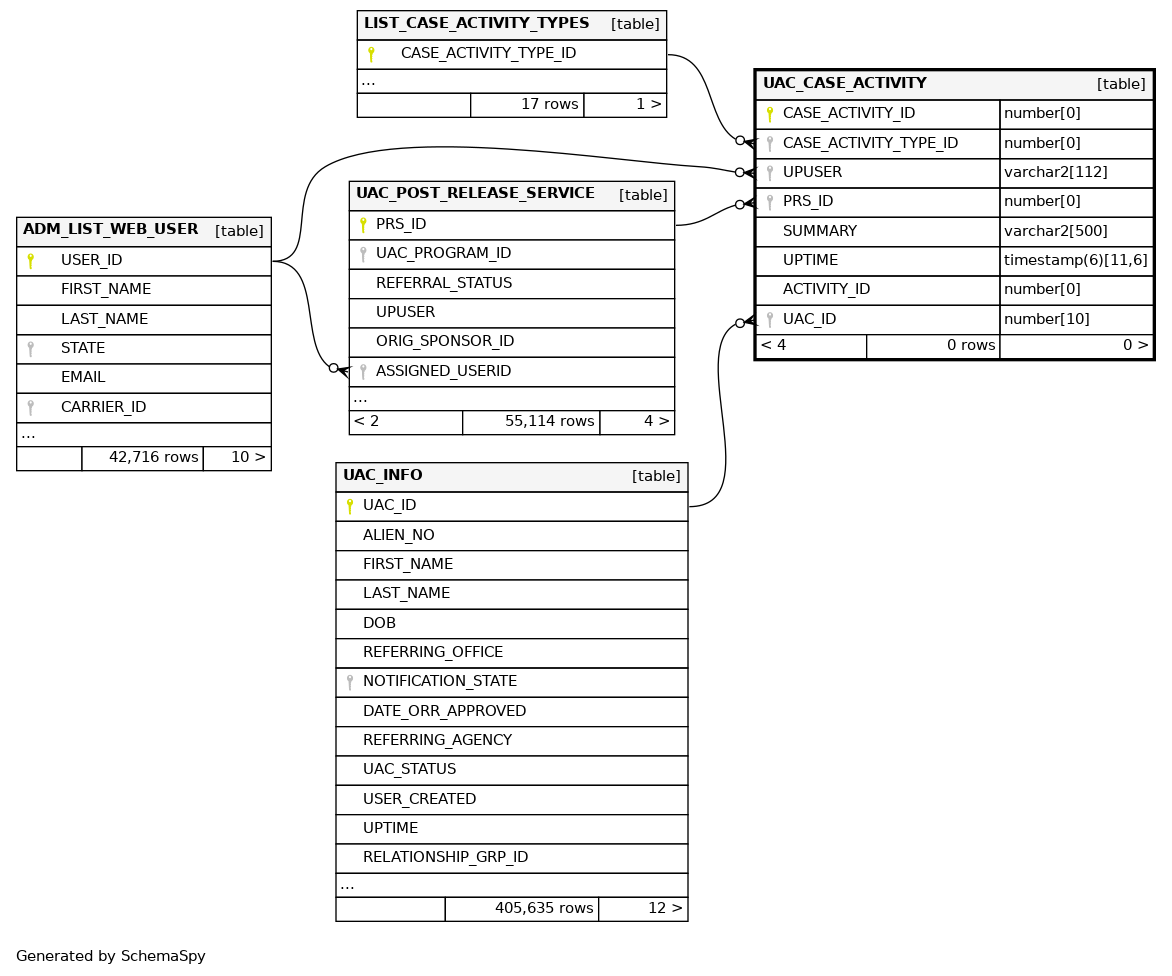 LIST_CASE_ACTIVITY_TYPES [table]
CASE_ACTIVITY_TYPE_ID
...
17 rows 1 >
UAC_CASE_ACTIVITY [table]
CASE_ACTIVITY_ID number[0]
CASE_ACTIVITY_TYPE_ID number[0]
UPUSER varchar2[112]
PRS_ID number[0]
SUMMARY varchar2[500]
UPTIME timestamp(6)[11,6]
ACTIVITY_ID number[0]
UAC_ID number[10]
< 4 0 rows 0 >
UAC_POST_RELEASE_SERVICE [table]
PRS_ID
UAC_PROGRAM_ID
REFERRAL_STATUS
UPUSER
ORIG_SPONSOR_ID
ASSIGNED_USERID
...
< 2 55,114 rows 4 >
ADM_LIST_WEB_USER [table]
USER_ID
FIRST_NAME
LAST_NAME
STATE
EMAIL
CARRIER_ID
...
42,716 rows 10 >
UAC_INFO [table]
UAC_ID
ALIEN_NO
FIRST_NAME
LAST_NAME
DOB
REFERRING_OFFICE
NOTIFICATION_STATE
DATE_ORR_APPROVED
REFERRING_AGENCY
UAC_STATUS
USER_CREATED
UPTIME
RELATIONSHIP_GRP_ID
...
405,635 rows 12 >
Generated by SchemaSpy